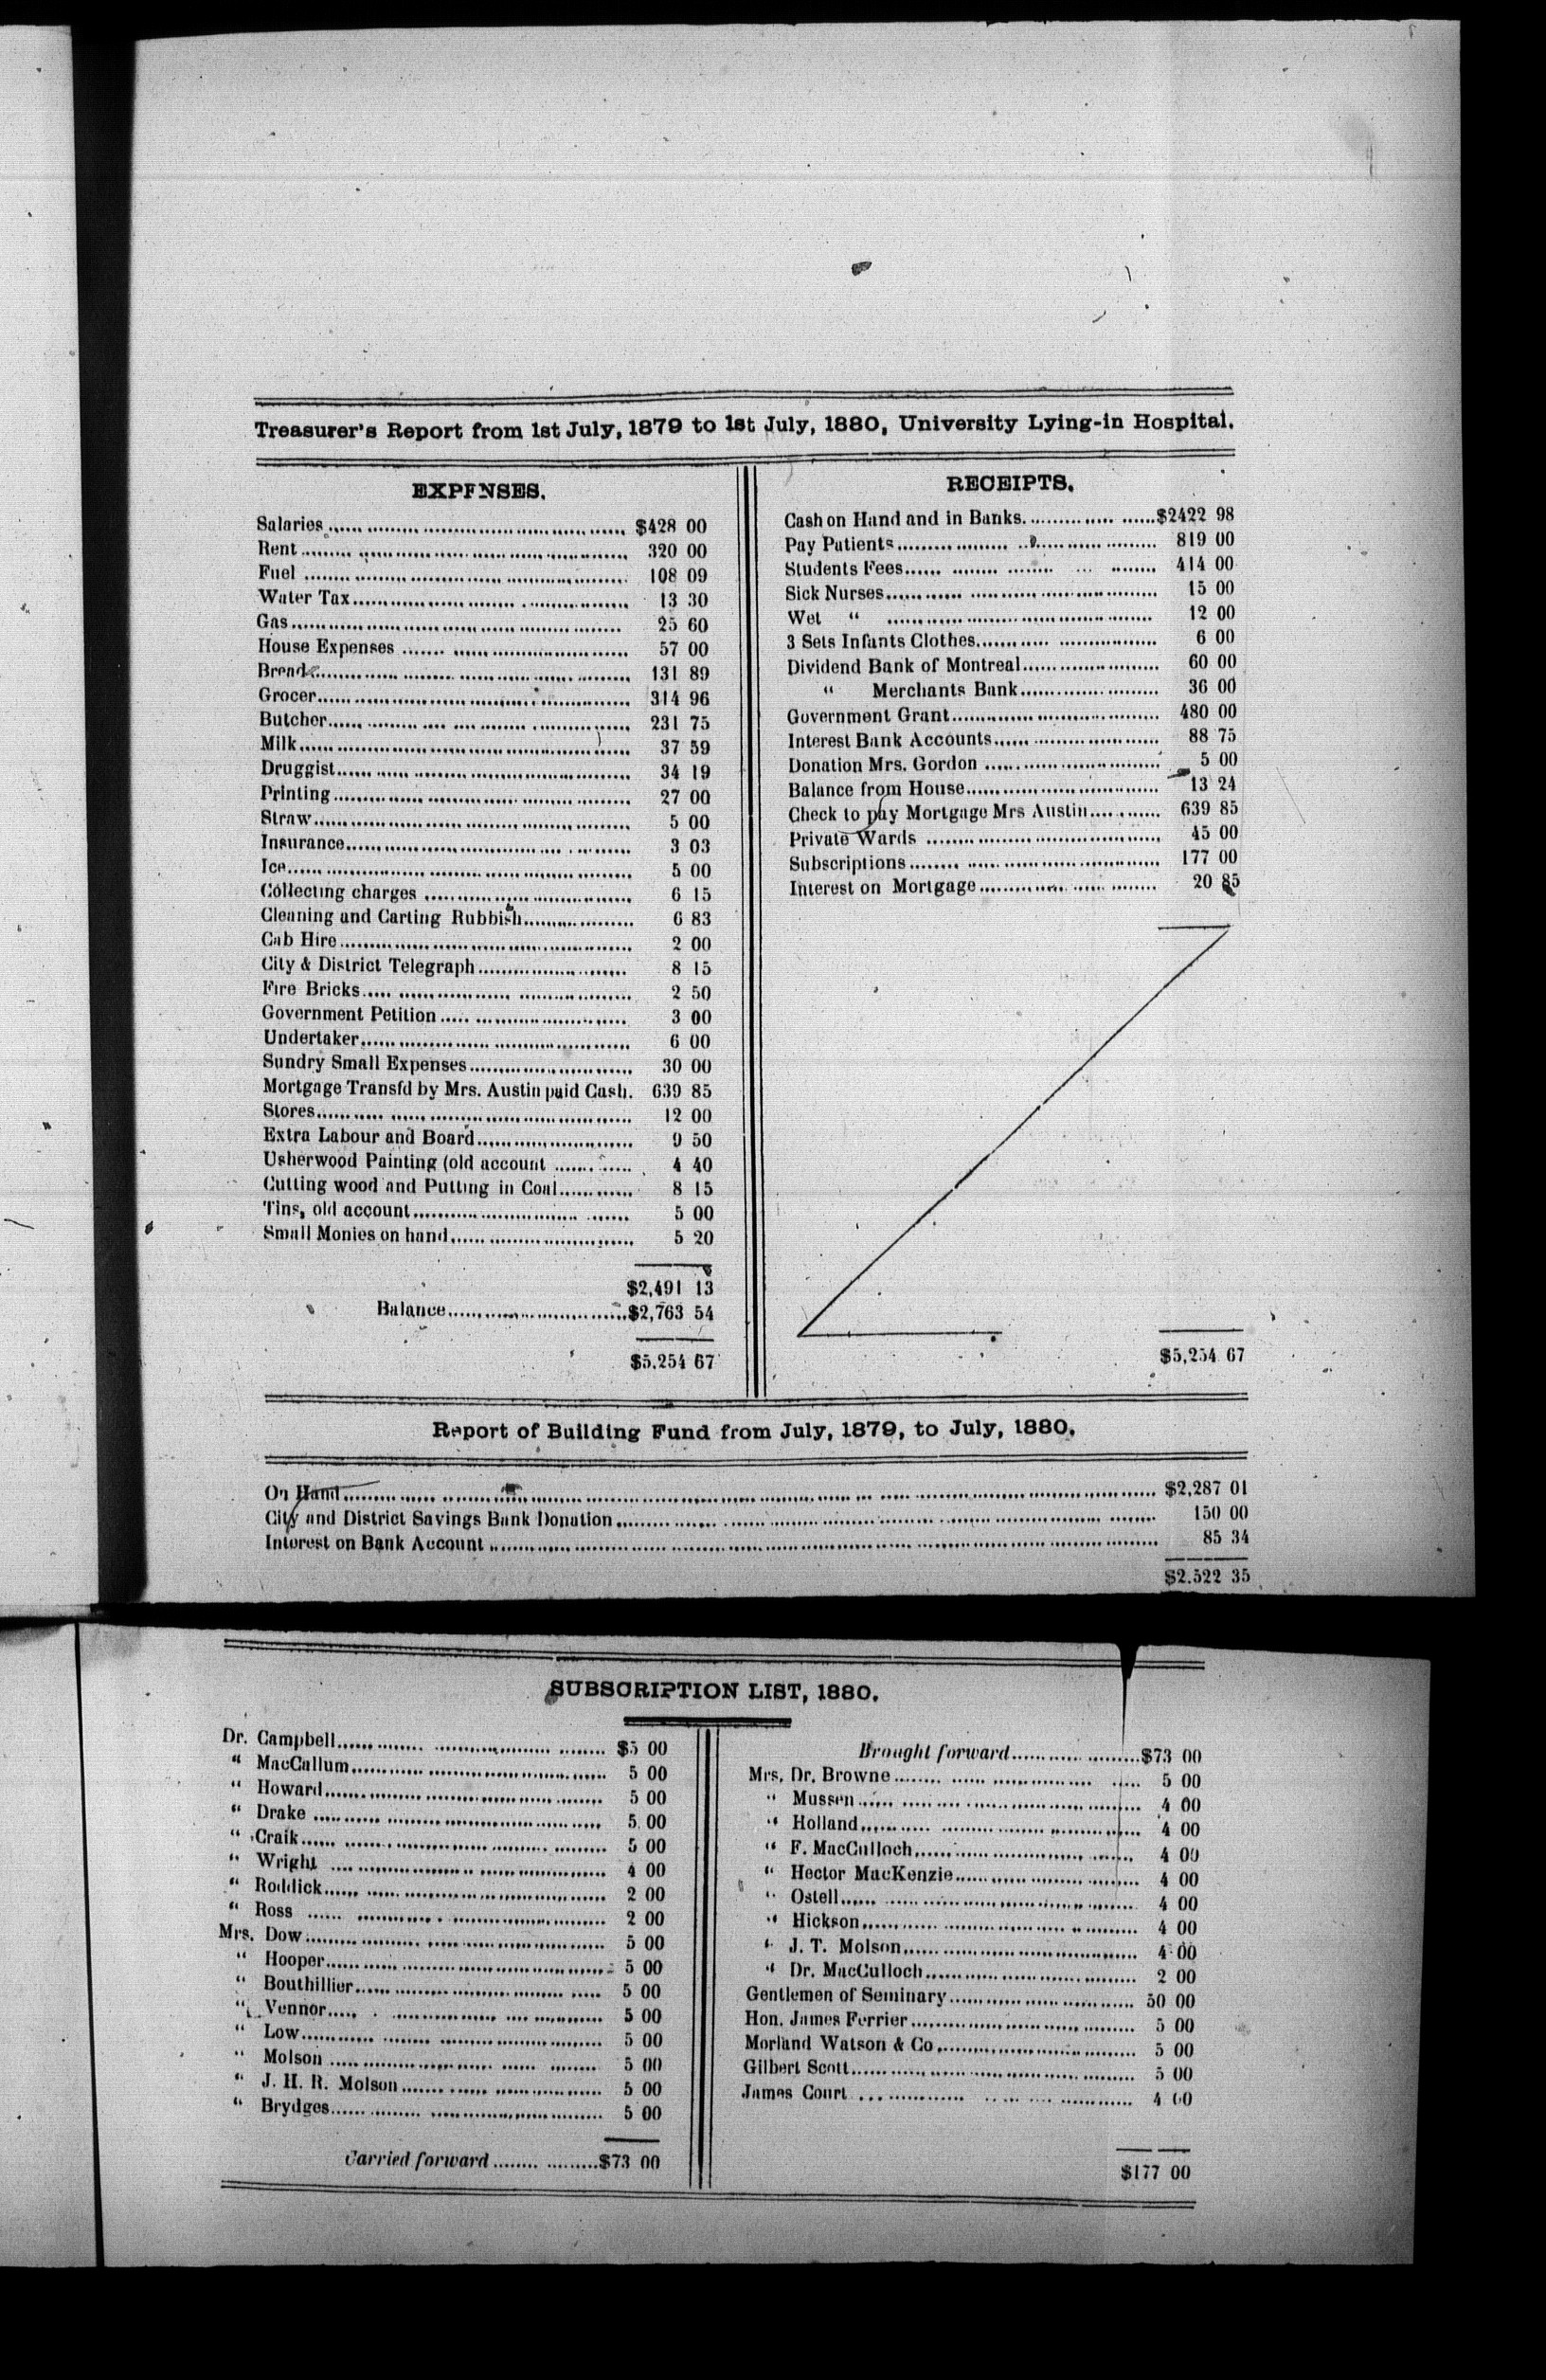 Treasurer's Report from 1st July, 1879 to 1st July, 1880, University Lying-in Hospital.
EXPENSES.
Salaries $428 00
Rent 320 00
Fuel 108 09
Water Tax 13 30
Gas 25 60
House Expenses 57 00
Bread 131 89
Grocer 314 96
Butcher 231 75
Milk 37 59
Druggist 34 19
Printing 27 00
Straw 5 00
Insurance 3 03
Ice 5 00
Collecting charges 6 15
Cleaning and Carting Rubbish 6 83
Cab Hire 2 00
City & District Telegraph 8 15
Fire Bricks 2 50
Government Petition 3 00
Undertaker 6 00
Sundry Small Expenses 30 00
Mortgage Transfd by Mrs. Austin paid Cash. 639 85
Stores 12 00
Extra Labour and Board 9 50
Usherwood Painting (old account 4 40
Cutting wood and Putting in Coal 8 15
Tins, old account 5 00
Small Monies on hand 5 20
$2,491 13
Balance $2,763 54
$5.254 67
RECEIPTS.
Cash on Hand and in Banks. $2422 98
Pay Patients 819 00
Students Fees 414 00
Sick Nurses 15 00
Wet " 12 00
3 Sets Infants Clothes 6 00
Dividend Bank of Montreal 60 00
" Merchants Bank 36 00
Government Grant 480 00
Interest Bank Accounts 88 75
Donation Mrs. Gordon 5 00
Balance from House 13 24
Check to pay Mortgage Mrs Austin 639 85
Private Wards 45 00
Subscriptions 177 00
Interest on Mortgage 20 85
$5,254 67
Report of Building Fund from July, 1879, to July, 1880.
On Hand $2,287 01
City and District Savings Bank Donation 150 00
Interest on Bank Account 85 34
$2.522 35
SUBSCRIPTION LIST, 1880.
Dr. Campbell $5 00
" MacCallum 5 00
" Howard 5 00
" Drake 5 00
" Craik 5 00
" Wright 4 00
" Roddick 2 00
" Ross 2 00
Mrs. Dow 5 00
" Hooper 5 00
" Bouthillier 5 00
" Vennor 5 00
" Low 5 00
" Molson 5 00
" J. H. R. Molson 5 00
" Brydges 5 00
Carried forward $73 00
Brought forward $73 00
Mrs. Dr. Browne 5 00
" Mussen 4 00
" Holland 4 00
" F. MacCulloch 4 00
" Hector MacKenzie 4 00
" Ostell 4 00
" Hickson 4 00
" J. T. Molson 4 00
" Dr. MacCulloch 2 00
Gentlemen of Seminary 50 00
Hon. James Ferrier 5 00
Morland Watson & Co 5 00
Gilbert Scott 5 00
James Court 4 00
$177 00